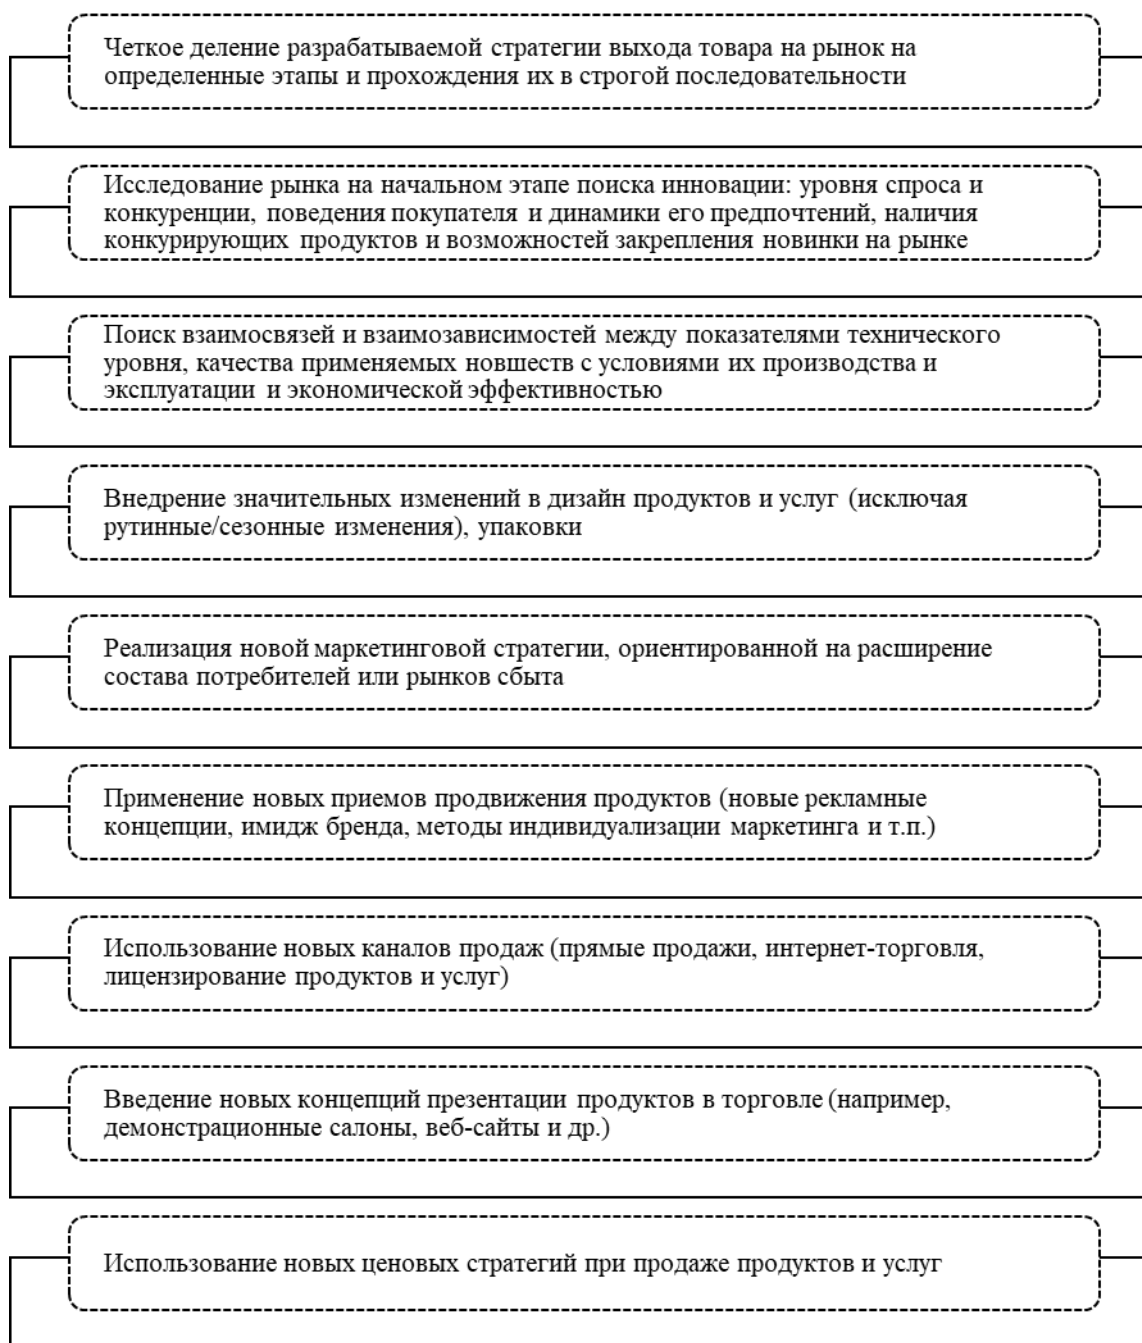 Четкое деление разрабатываемой стратегии выхода товара на рынок на
определенные этапы и прохождения их в строгой последовательности
Исследование рынка на начальном этапе поиска инновации: уровня спроса и
конкуренции, поведения покупателя и динамики его предпочтений, наличия
конкурирующих продуктов и возможностей закрепления новинки на рынке
Поиск взаимосвязей и взаимозависимостей между показателями технического
уровня, качества применяемых новшеств с условиями их производства и
эксплуатации и экономической эффективностью
Внедрение значительных изменений в дизайн продуктов и услуг (исключая
рутинные/сезонные изменения), упаковки
Реализация новой маркетинговой стратегии, ориентированной на расширение
состава потребителей или рынков сбыта
Применение новых приемов продвижения продуктов (новые рекламные
концепции, имидж бренда, методы индивидуализации маркетинга и т.п.)
Использование новых каналов продаж (прямые продажи, интернет-торговля,
лицензирование продуктов и услуг)
Введение новых концепций презентации продуктов в торговле (например,
демонстрационные салоны, веб-сайты и др.)
Использование новых ценовых стратегий при продаже продуктов и услуг